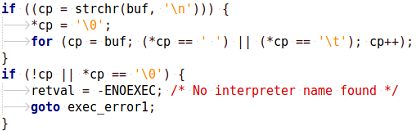 if ((cp = strchr(buf, '\n'))) {
	*cp = '\0';
	for (cp = buf; (*cp == ' ') || (*cp == '\t'); cp++);
}
if (!cp || *cp == '\0') {
	retval = -ENOEXEC; /* No interpreter name found */
	goto exec_error1;
}